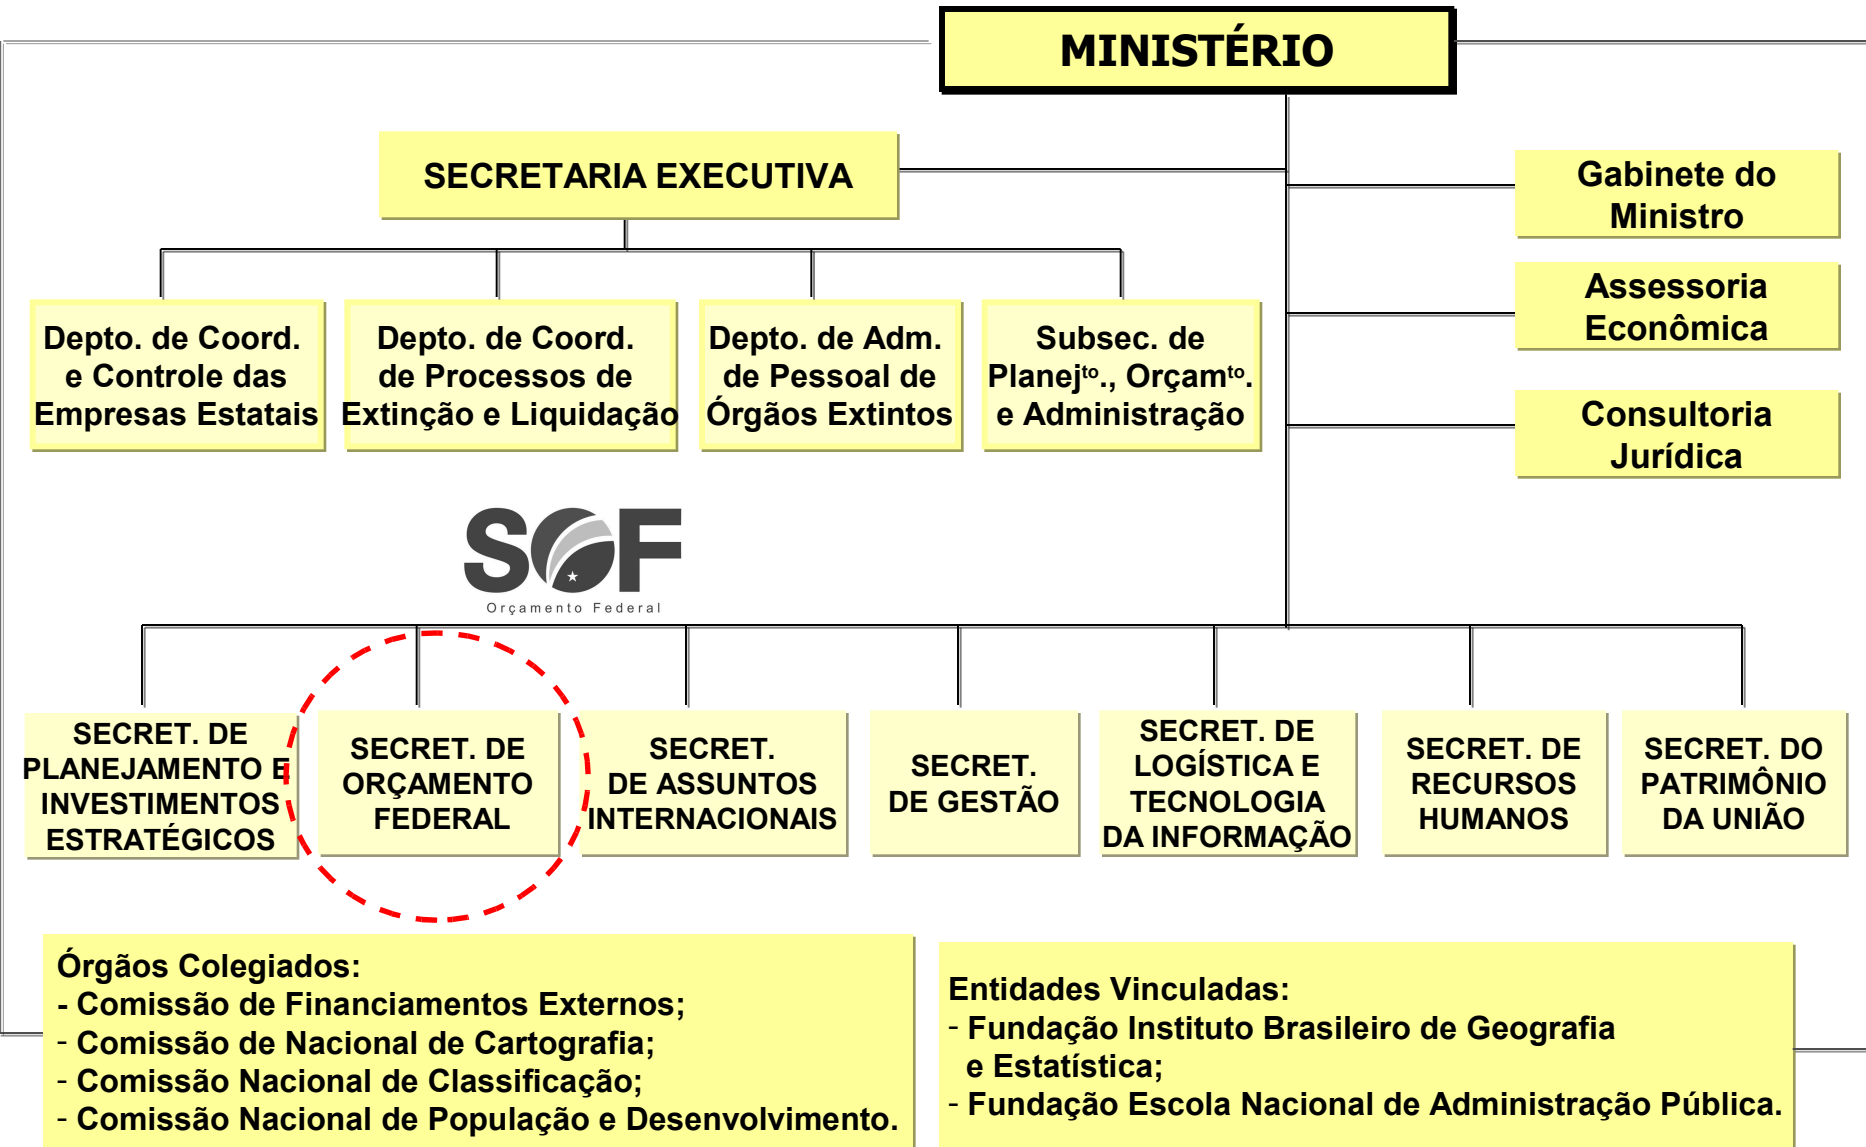 MINISTÉRIO
SECRETARIA EXECUTIVA
Gabinete do
Ministro
Assessoria
Econômica
Consultoria
Jurídica
Depto. de Coord.
e Controle das
Empresas Estatais
Depto. de Coord.
de Processos de
Extinção e Liquidação
Depto. de Adm.
de Pessoal de
Órgãos Extintos
Subsec. de
Planejto., Orçamto.
e Administração
SOF
Orçamento Federal
SECRET. DE
PLANEJAMENTO E
INVESTIMENTOS
ESTRATÉGICOS
SECRET. DE
ORÇAMENTO
FEDERAL
SECRET.
DE ASSUNTOS
INTERNACIONAIS
SECRET.
DE GESTÃO
SECRET. DE
LOGÍSTICA E
TECNOLOGIA
DA INFORMAÇÃO
SECRET. DE
RECURSOS
HUMANOS
SECRET. DO
PATRIMÔNIO
DA UNIÃO
Órgãos Colegiados:
- Comissão de Financiamentos Externos;
- Comissão de Nacional de Cartografia;
- Comissão Nacional de Classificação;
- Comissão Nacional de População e Desenvolvimento.
Entidades Vinculadas:
- Fundação Instituto Brasileiro de Geografia
e Estatística;
- Fundação Escola Nacional de Administração Pública.